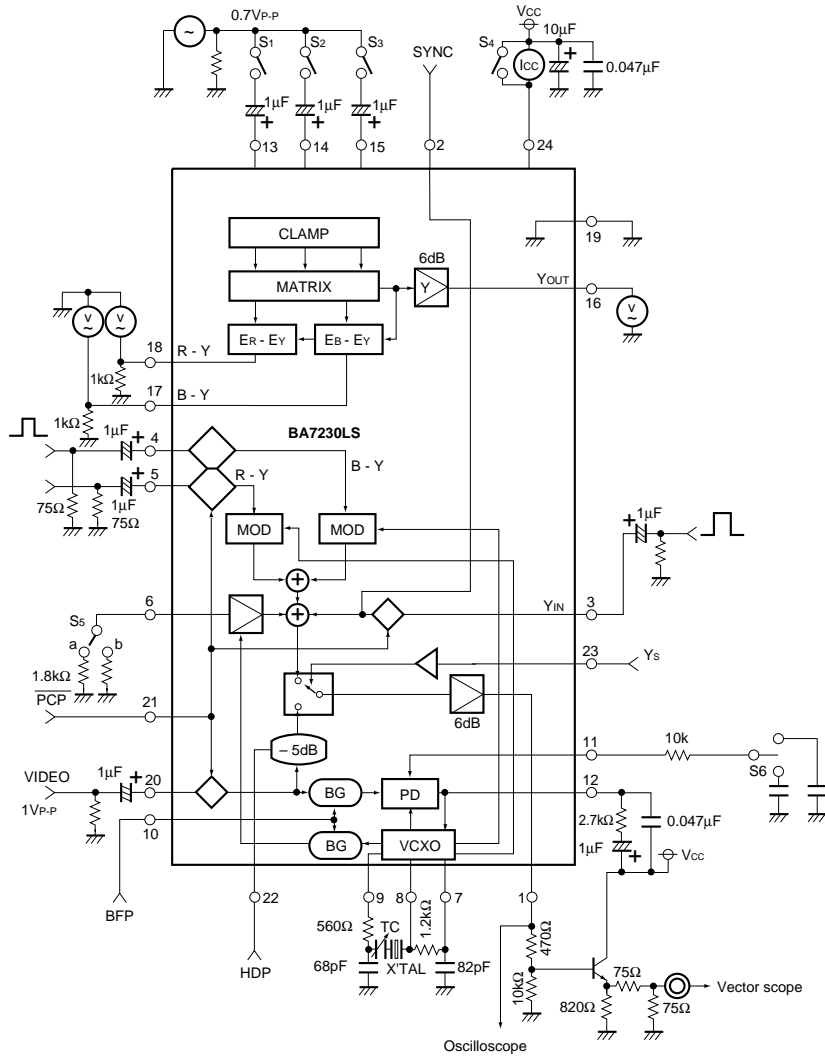 0.7VP-P
S1
S2
S3
SYNC
S4
VCC
ICC
10μF
+
0.047μF
1μF
+
1μF
+
1μF
+
13
14
15
2
24
CLAMP
MATRIX
6dB
Y
YOUT
16
19
V
~
V
~
V
~
ER - EY
EB - EY
18
R - Y
1kΩ
17
B - Y
1kΩ
BA7230LS
1μF
+
4
5
R - Y
B - Y
75Ω
1μF
+
75Ω
MOD
MOD
+
+
+
1μF
YIN
3
6
S5
a
b
1.8kΩ
PCP
21
23
YS
6dB
– 5dB
11
10k
S6
VIDEO
1μF
+
20
1VP-P
10
BG
PD
12
2.7kΩ
0.047μF
1μF
+
VCC
BG
VCXO
BFP
22
HDP
9
8
7
1
560Ω
TC
1.2kΩ
68pF
X'TAL
82pF
470Ω
10kΩ
75Ω
820Ω
75Ω
Vector scope
Oscilloscope